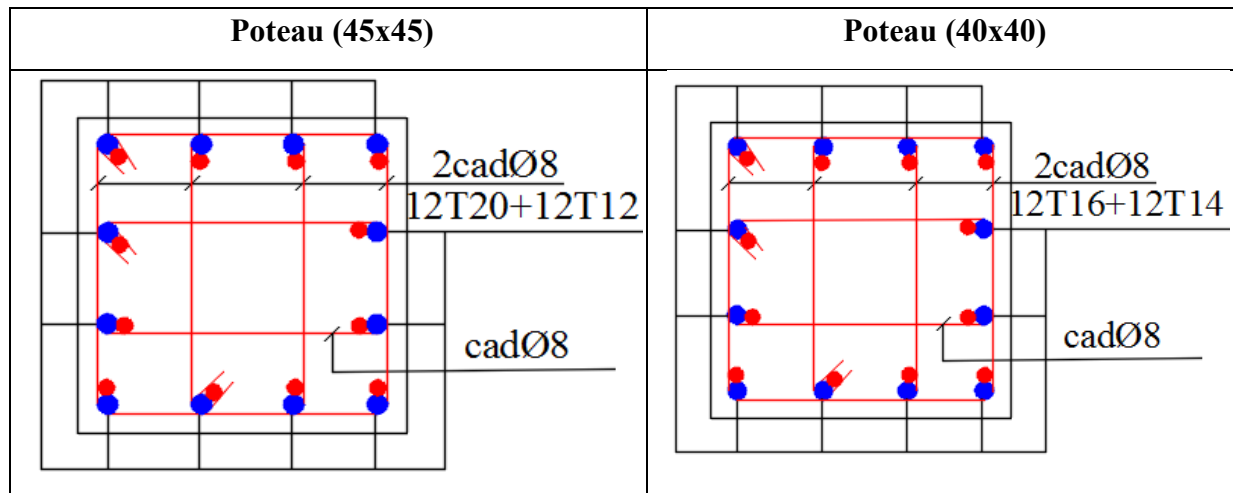 Poteau (45x45)
Poteau (40x40)
2cadØ8
12T20+12T12
cadØ8
2cadØ8
12T16+12T14
cadØ8